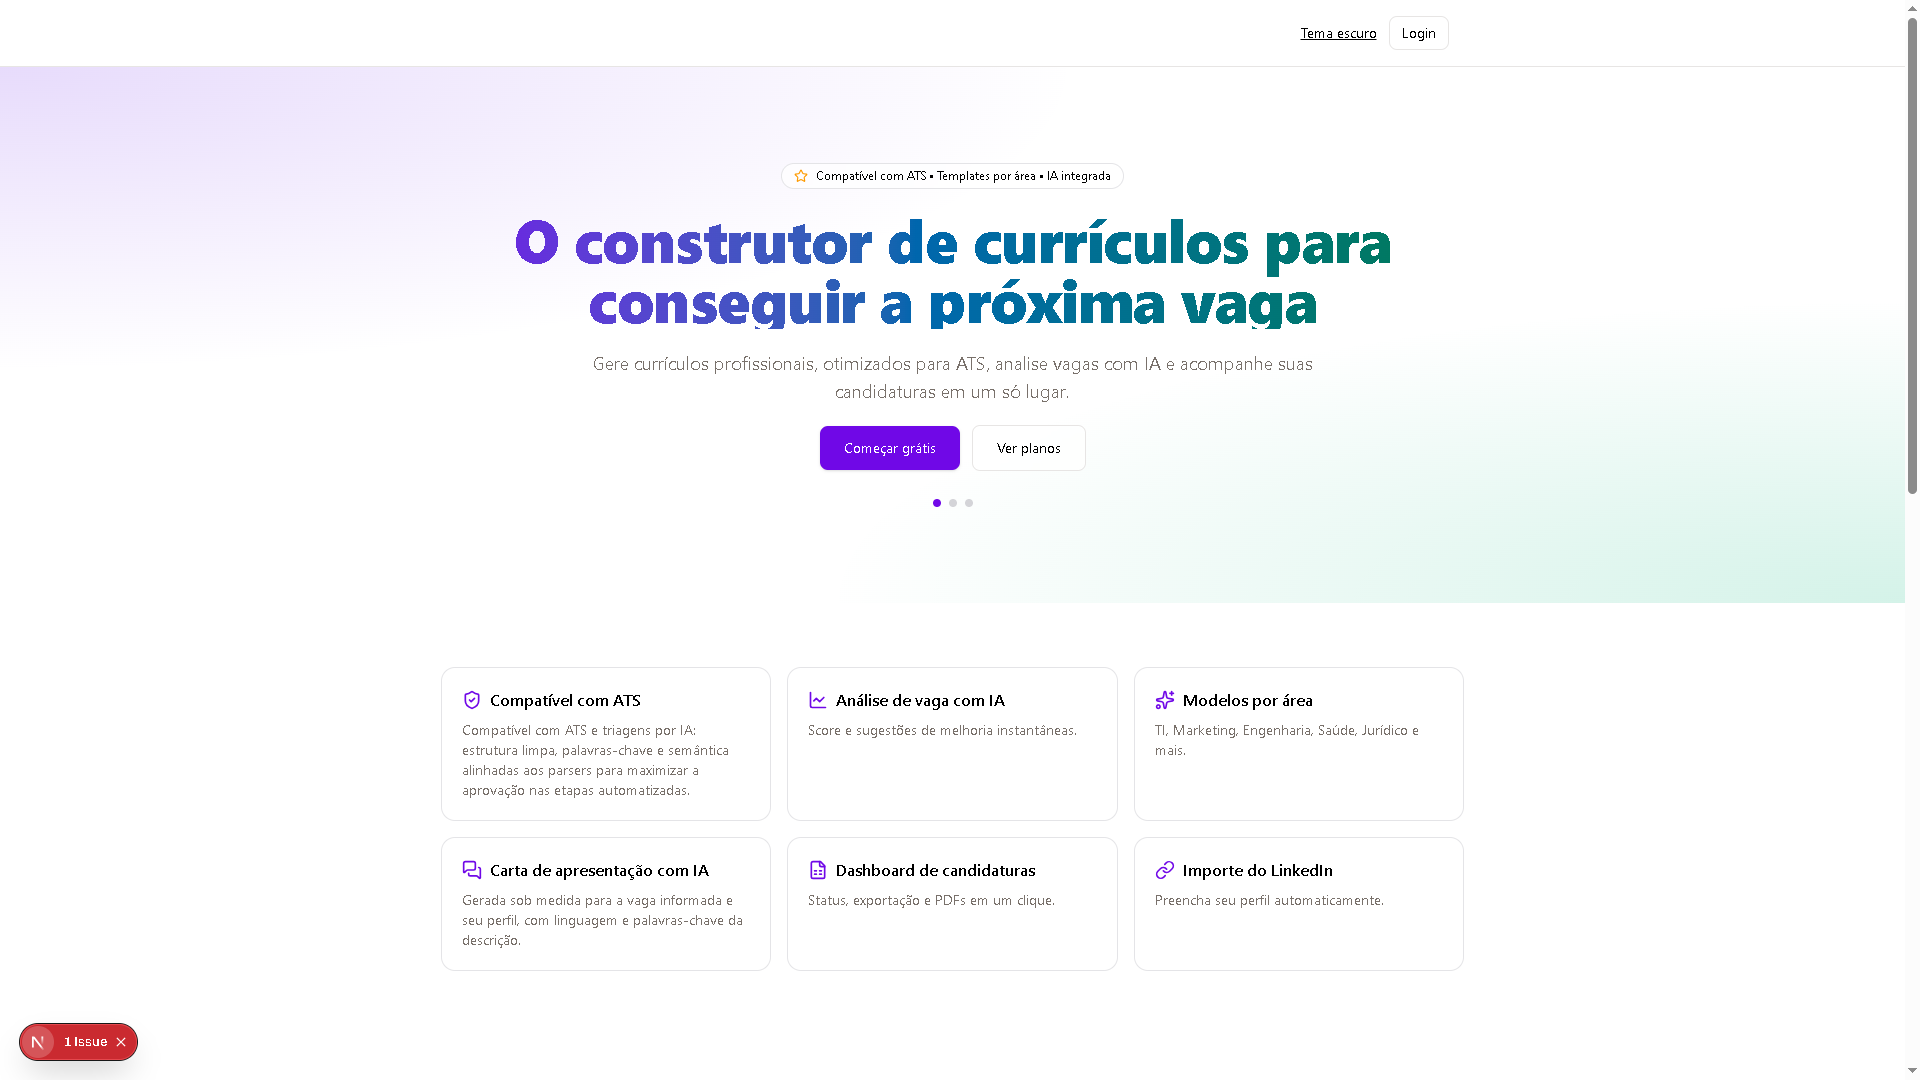 Tema escuro
Login
Compatível com ATS • Templates por área • IA integrada
O construtor de currículos para
conseguir a próxima vaga
Gere currículos profissionais, otimizados para ATS, analise vagas com IA e acompanhe suas
candidaturas em um só lugar.
Começar grátis
Ver planos
Compatível com ATS
Compatível com ATS e triagens por IA:
estrutura limpa, palavras-chave e semântica
alinhadas aos parsers para maximizar a
aprovação nas etapas automatizadas.
Análise de vaga com IA
Score e sugestões de melhoria instantâneas.
Modelos por área
TI, Marketing, Engenharia, Saúde, Jurídico e
mais.
Carta de apresentação com IA
Gerada sob medida para a vaga informada e
seu perfil, com linguagem e palavras-chave da
descrição.
Dashboard de candidaturas
Status, exportação e PDFs em um clique.
Importe do LinkedIn
Preencha seu perfil automaticamente.
N
1 Issue